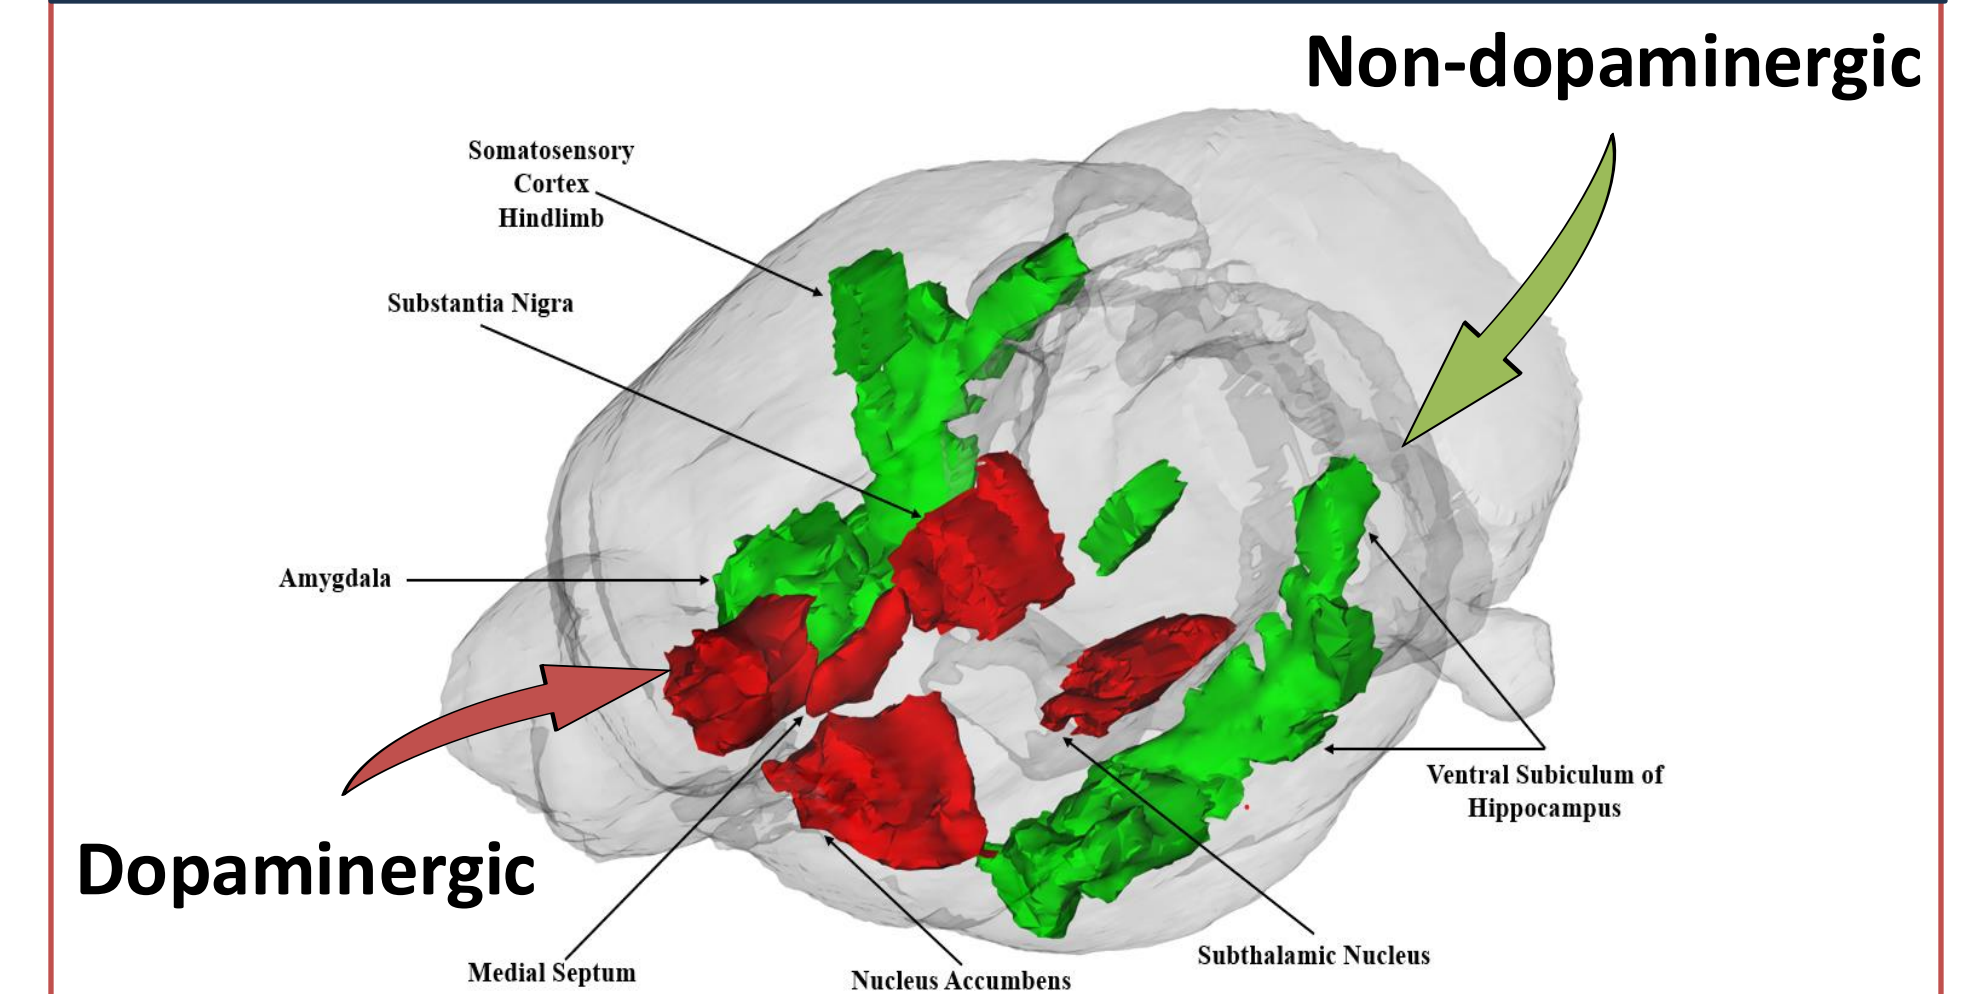 Non-dopaminergic
Somatosensory
Cortex
Hindlimb
Substantia Nigra
Amygdala
Ventral Subiculum of
Hippocampus
Dopaminergic
Subthalamic Nucleus
Medial Septum
Nucleus Accumbens